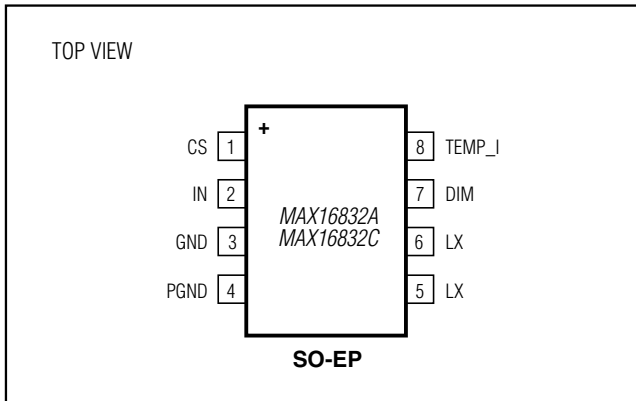 TOP VIEW
+
CS 1 8 TEMP_I
IN 2 7 DIM
MAX16832A
MAX16832C
GND 3 6 LX
PGND 4 5 LX
SO-EP